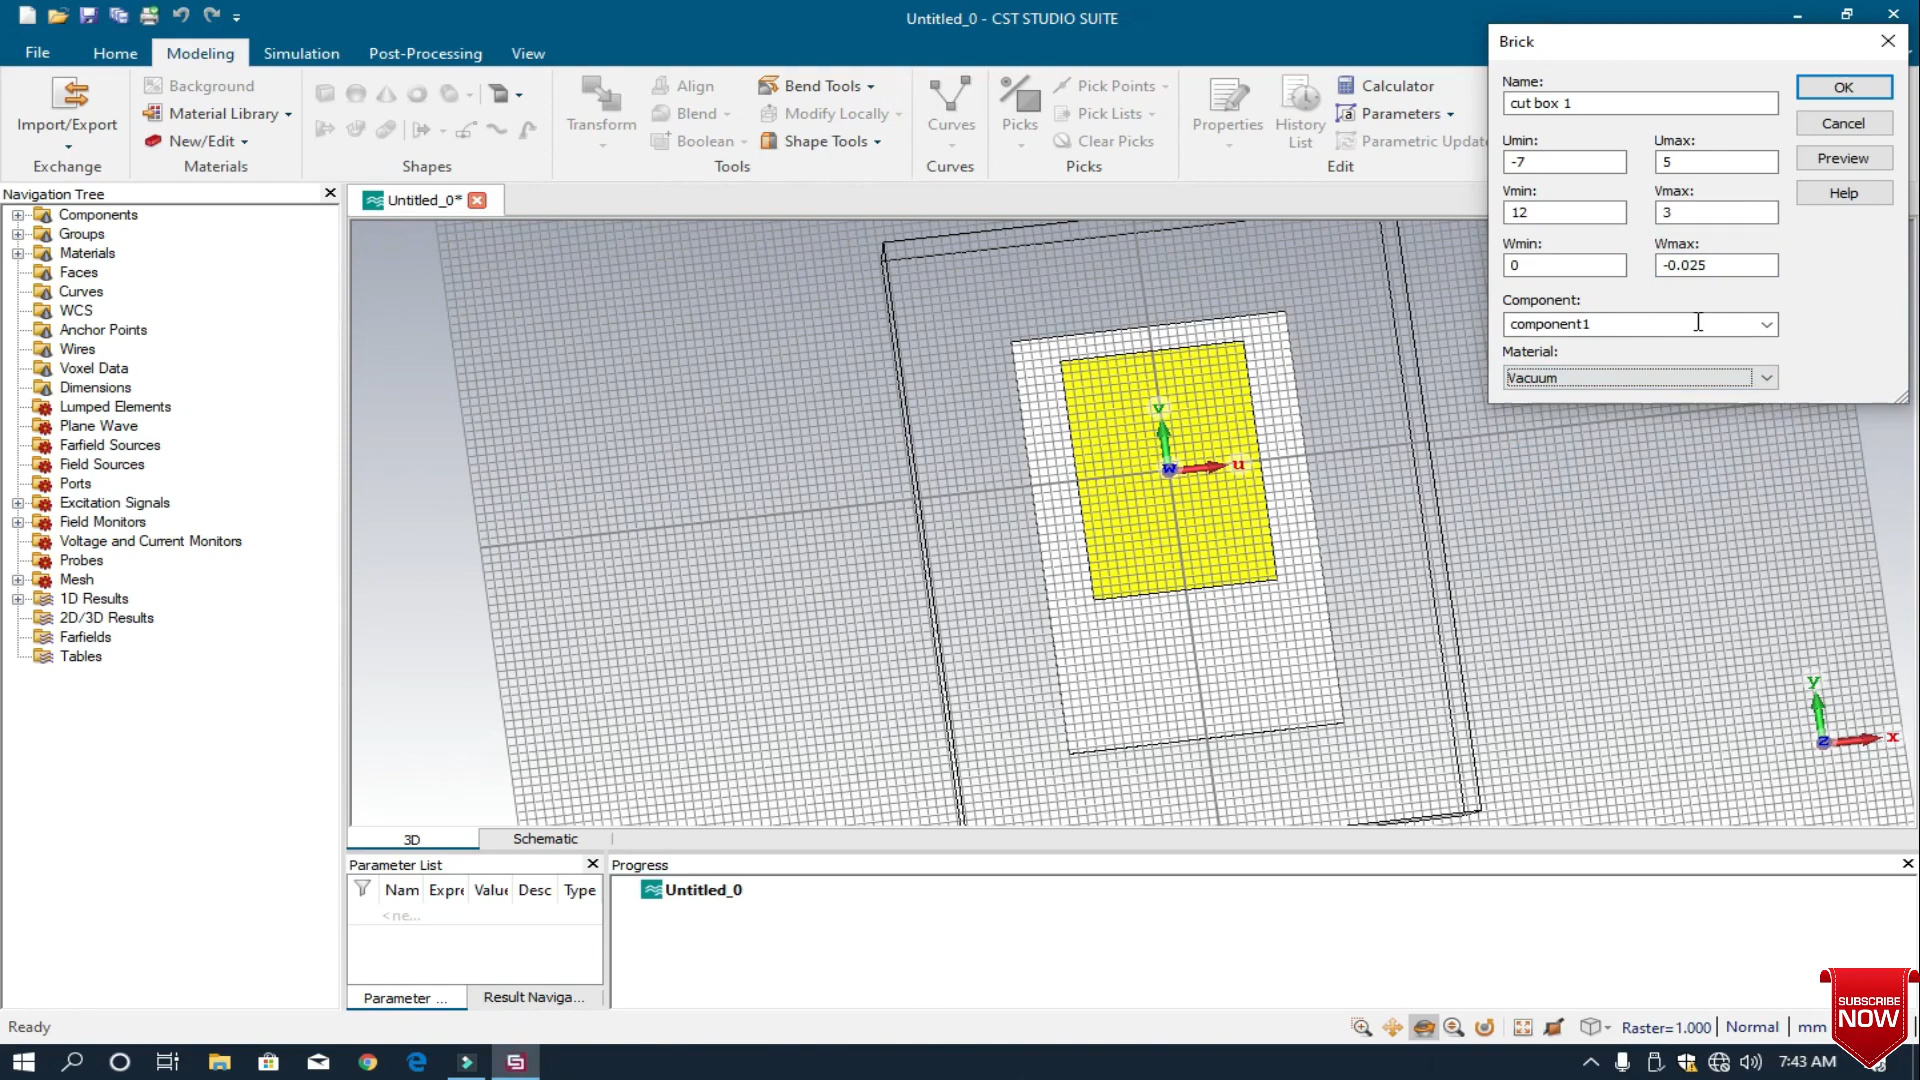 Untitled_0 - CST STUDIO SUITE
File
Home
Modeling
Simulation
Post-Processing
View
Import/Export
Exchange
Background
Material Library
New/Edit
Materials
Shapes
Transform
Align
Blend
Boolean
Bend Tools
Modify Locally
Shape Tools
Tools
Curves
Curves
Picks
Pick Points
Pick Lists
Clear Picks
Picks
Properties
History
List
Calculator
Parameters
Parametric Update
Edit
Brick
Name:
cut box 1
Umin:
Umax:
-7
5
Vmin:
Vmax:
12
3
Wmin:
Wmax:
0
-0.025
Component:
component1
Material:
Vacuum
OK
Cancel
Preview
Help
Navigation Tree
Components
Groups
Materials
Faces
Curves
WCS
Anchor Points
Wires
Voxel Data
Dimensions
Lumped Elements
Plane Wave
Farfield Sources
Field Sources
Ports
Excitation Signals
Field Monitors
Voltage and Current Monitors
Probes
Mesh
1D Results
2D/3D Results
Farfields
Tables
Untitled_0*
v
w
u
y
z
x
3D
Schematic
Parameter List
Nam
Expre
Value
Desc
Type
<ne...
Parameter ...
Result Naviga...
Progress
Untitled_0
Ready
Raster=1.000
Normal
mm
SUBSCRIBE
NOW
7:43 AM